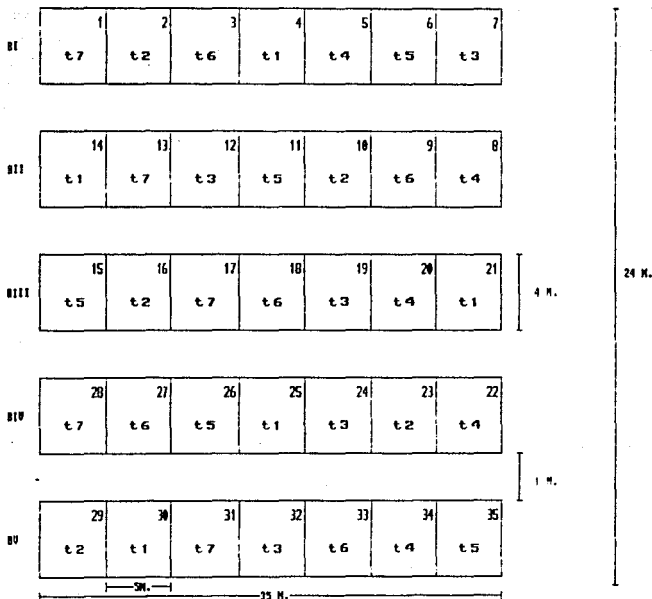 1 2 3 4 5 6 7
BI t7 t2 t6 t1 t4 t5 t3
14 13 12 11 10 9 8
BII t1 t7 t3 t5 t2 t6 t4
15 16 17 18 19 20 21
BIII t5 t2 t7 t6 t3 t4 t1
4 M.
24 M.
28 27 26 25 24 23 22
BIV t7 t6 t5 t1 t3 t2 t4
1 M.
29 30 31 32 33 34 35
BV t2 t1 t7 t3 t6 t4 t5
5M.
35 M.